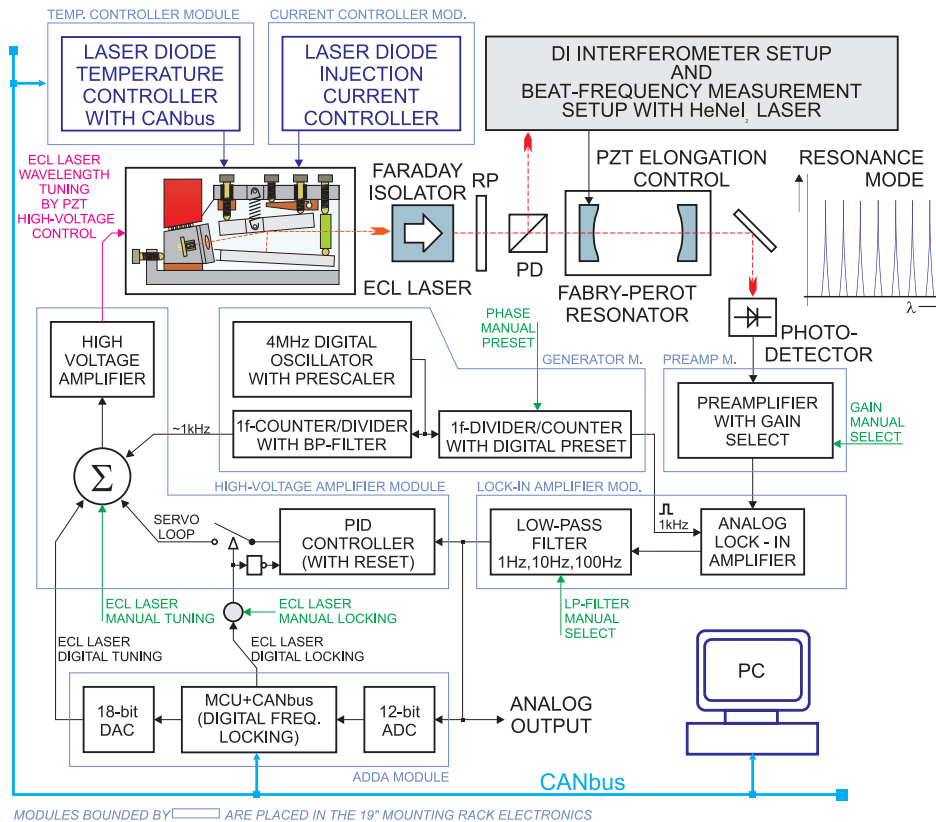 TEMP. CONTROLLER MODULE
CURRENT CONTROLLER MOD.
LASER DIODE
TEMPERATURE
CONTROLLER
WITH CANbus
LASER DIODE
INJECTION
CURRENT
CONTROLLER
DI INTERFEROMETER SETUP
AND
BEAT-FREQUENCY MEASUREMENT
SETUP WITH HeNeI₂ LASER
ECL LASER
WAVELENGTH
TUNING
BY PZT
HIGH-VOLTAGE
CONTROL
FARADAY
ISOLATOR
RP
PZT ELONGATION
CONTROL
RESONANCE
MODE
ECL LASER
PD
FABRY-PEROT
RESONATOR
λ
PHOTO-
DETECTOR
HIGH
VOLTAGE
AMPLIFIER
4MHz DIGITAL
OSCILLATOR
WITH PRESCALER
PHASE
MANUAL
PRESET
GENERATOR M.
PREAMP M.
PREAMPLIFIER
WITH GAIN
SELECT
GAIN
MANUAL
SELECT
~1kHz
1f-COUNTER/DIVIDER
WITH BP-FILTER
1f-DIVIDER/COUNTER
WITH DIGITAL PRESET
Σ
HIGH-VOLTAGE AMPLIFIER MODULE
LOCK-IN AMPLIFIER MOD.
SERVO
LOOP
PID
CONTROLLER
(WITH RESET)
LOW-PASS
FILTER
1Hz,10Hz,100Hz
1kHz
ANALOG
LOCK - IN
AMPLIFIER
ECL LASER
MANUAL TUNING
ECL LASER
MANUAL LOCKING
LP-FILTER
MANUAL
SELECT
ECL LASER
DIGITAL TUNING
ECL LASER
DIGITAL LOCKING
18-bit
DAC
MCU+CANbus
(DIGITAL FREQ.
LOCKING)
12-bit
ADC
ANALOG
OUTPUT
PC
ADDA MODULE
CANbus
MODULES BOUNDED BY ARE PLACED IN THE 19" MOUNTING RACK ELECTRONICS